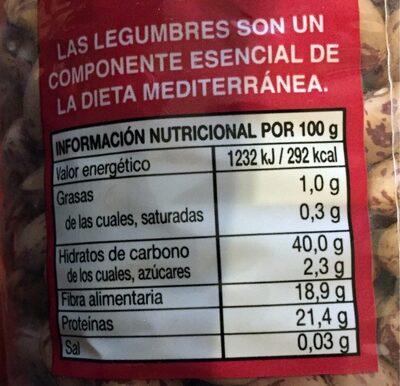 LAS LEGUMBRES SON UN
COMPONENTE ESENCIAL DE
LA DIETA MEDITERRÁNEA.
INFORMACIÓN NUTRICIONAL POR 100 g
Valor energético 1232 kJ / 292 kcal
Grasas 1,0 g
de las cuales, saturadas 0,3 g
Hidratos de carbono 40,0 g
de los cuales, azúcares 2,3 g
Fibra alimentaria 18,9 g
Proteínas 21,4 g
Sal 0,03 g